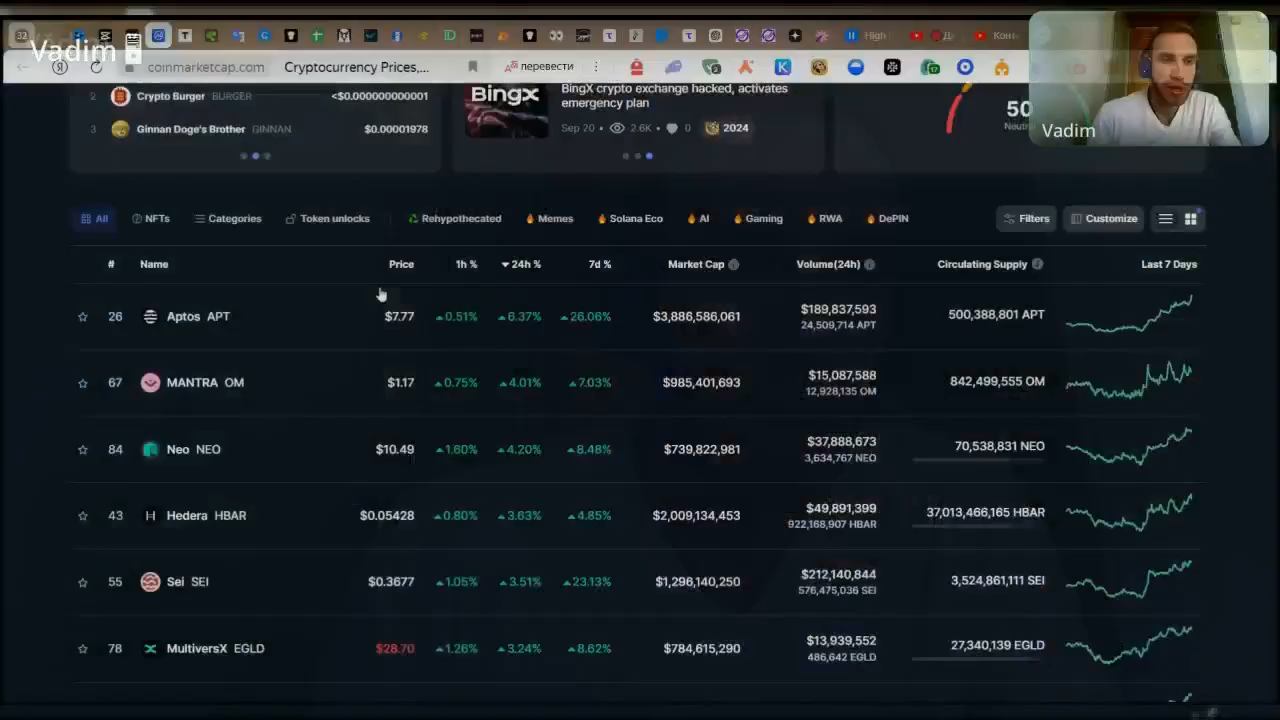 Vadim
32
coinmarketcap.com Cryptocurrency Prices,... перевести
High
Vadim
2 Crypto Burger BURGER <$0.000000000001
3 Ginnan Doge's Brother GINNAN $0.00001978
BingX
BingX crypto exchange hacked, activates
emergency plan
Sep 20 • 2.6K • 0 2024
50
All NFTs Categories Token unlocks Rehypothecated Memes Solana Eco AI Gaming RWA DePIN Filters Customize
# Name Price 1h % 24h % 7d % Market Cap Volume(24h) Circulating Supply Last 7 Days
26 Aptos APT $7.77 0.51% 6.37% 26.06% $3,886,586,061 $189,837,593 500,388,801 APT
24,509,714 APT
67 MANTRA OM $1.17 0.75% 4.01% 7.03% $985,401,693 $15,087,588 842,499,555 OM
12,928,135 OM
84 Neo NEO $10.49 1.60% 4.20% 8.48% $739,822,981 $37,888,673 70,538,831 NEO
3,634,767 NEO
43 Hedera HBAR $0.05428 0.80% 3.63% 4.85% $2,009,134,453 $49,891,399 37,013,466,165 HBAR
922,168,907 HBAR
55 Sei SEI $0.3677 1.05% 3.51% 23.13% $1,296,140,250 $212,140,844 3,524,861,111 SEI
576,475,036 SEI
78 MultiversX EGLD $28.70 1.26% 3.24% 8.62% $784,615,290 $13,939,552 27,340,139 EGLD
486,642 EGLD